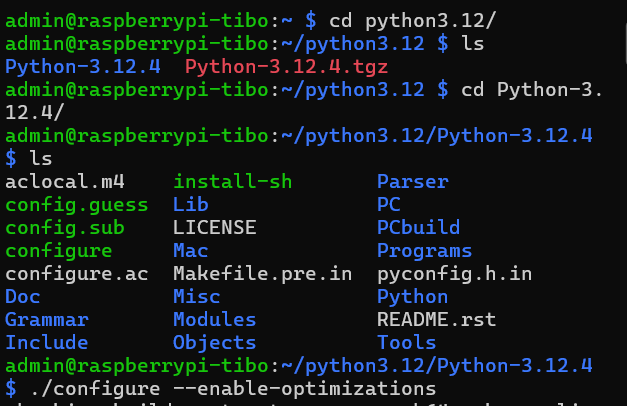 admin@raspberrypi-tibo:~ $ cd python3.12/
admin@raspberrypi-tibo:~/python3.12 $ ls
Python-3.12.4  Python-3.12.4.tgz
admin@raspberrypi-tibo:~/python3.12 $ cd Python-3.
12.4/
admin@raspberrypi-tibo:~/python3.12/Python-3.12.4
$ ls
aclocal.m4    install-sh       Parser
config.guess  Lib              PC
config.sub    LICENSE          PCbuild
configure     Mac              Programs
configure.ac  Makefile.pre.in  pyconfig.h.in
Doc           Misc             Python
Grammar       Modules          README.rst
Include       Objects          Tools
admin@raspberrypi-tibo:~/python3.12/Python-3.12.4
$ ./configure --enable-optimizations